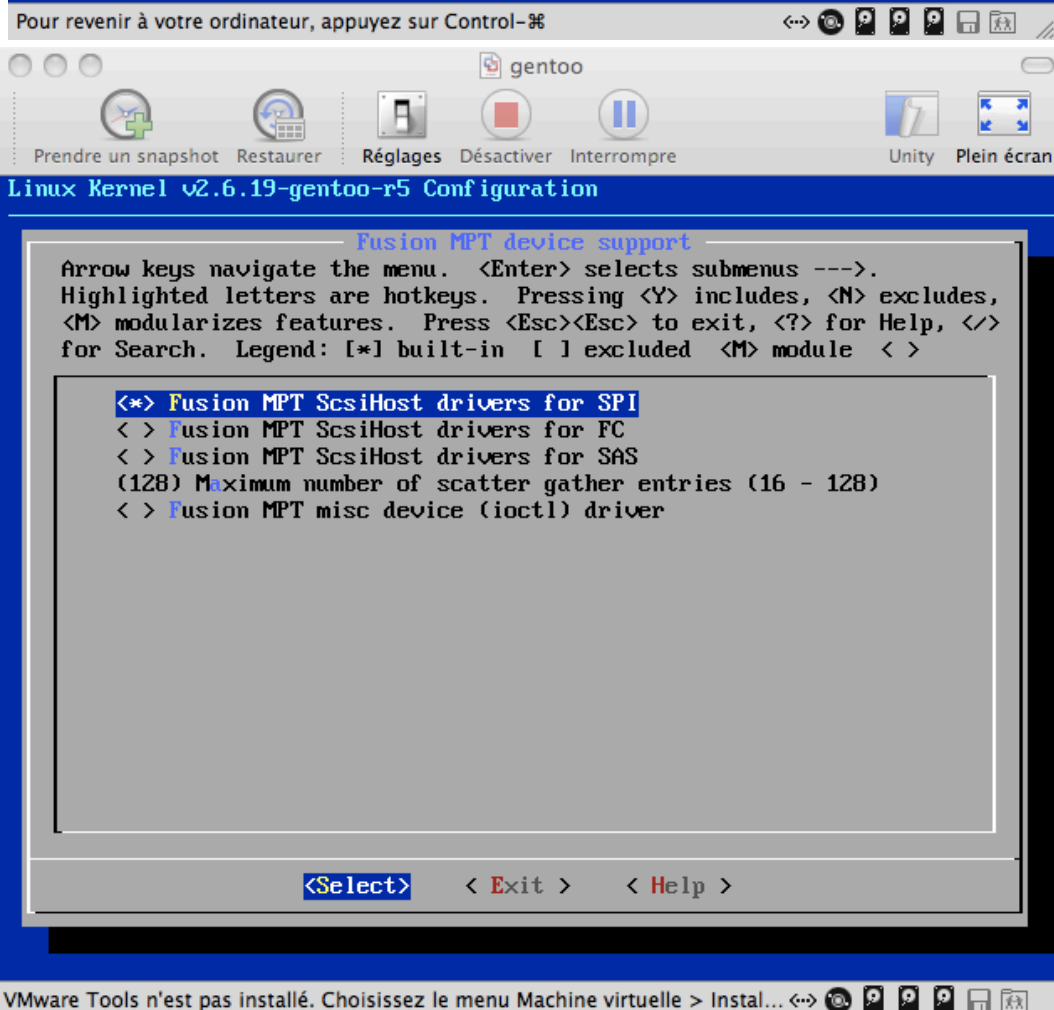 Pour revenir à votre ordinateur, appuyez sur Control-⌘
gentoo
Prendre un snapshot Restaurer Réglages Désactiver Interrompre Unity Plein écran
Linux Kernel v2.6.19-gentoo-r5 Configuration
Fusion MPT device support
Arrow keys navigate the menu. <Enter> selects submenus --->.
Highlighted letters are hotkeys. Pressing <Y> includes, <N> excludes,
<M> modularizes features. Press <Esc><Esc> to exit, <?> for Help, </>
for Search. Legend: [*] built-in [ ] excluded <M> module < >
<*> Fusion MPT ScsiHost drivers for SPI
< > Fusion MPT ScsiHost drivers for FC
< > Fusion MPT ScsiHost drivers for SAS
(128) Maximum number of scatter gather entries (16 - 128)
< > Fusion MPT misc device (ioctl) driver
<Select> < Exit > < Help >
VMware Tools n'est pas installé. Choisissez le menu Machine virtuelle > Instal...